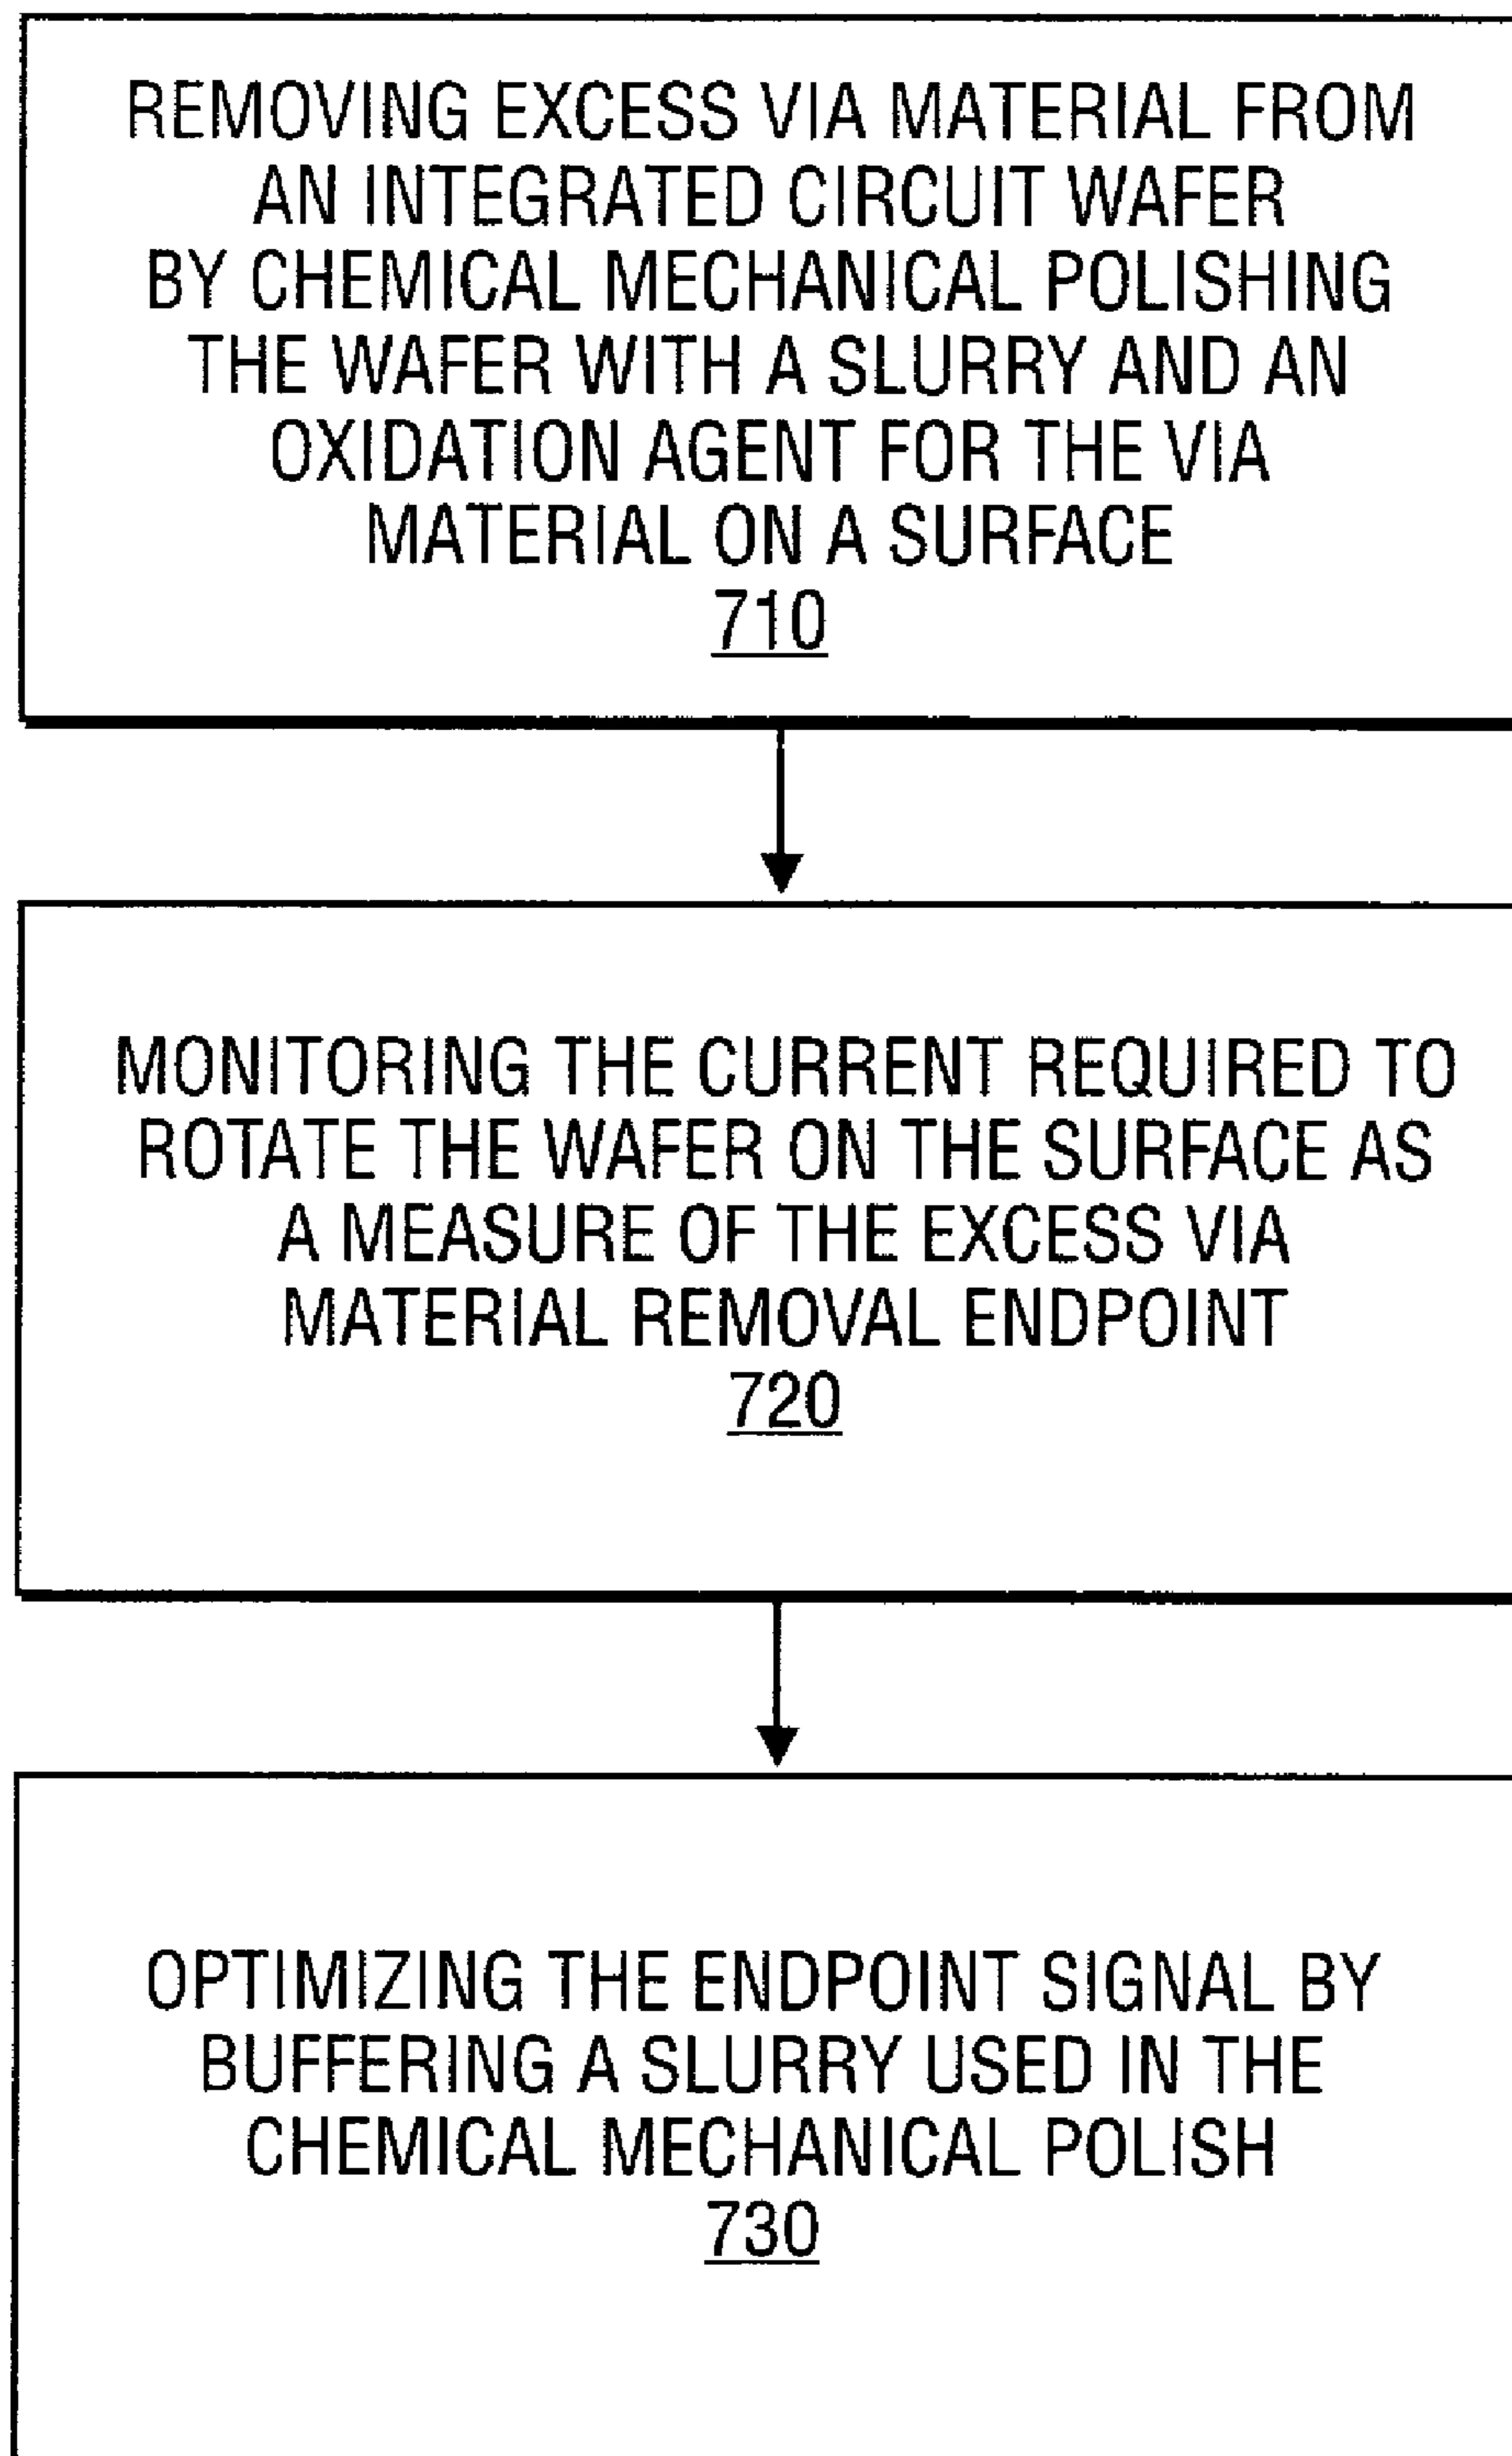 REMOVING EXCESS VIA MATERIAL FROM
AN INTEGRATED CIRCUIT WAFER
BY CHEMICAL MECHANICAL POLISHING
THE WAFER WITH A SLURRY AND AN
OXIDATION AGENT FOR THE VIA
MATERIAL ON A SURFACE
710
MONITORING THE CURRENT REQUIRED TO
ROTATE THE WAFER ON THE SURFACE AS
A MEASURE OF THE EXCESS VIA
MATERIAL REMOVAL ENDPOINT
720
OPTIMIZING THE ENDPOINT SIGNAL BY
BUFFERING A SLURRY USED IN THE
CHEMICAL MECHANICAL POLISH
730